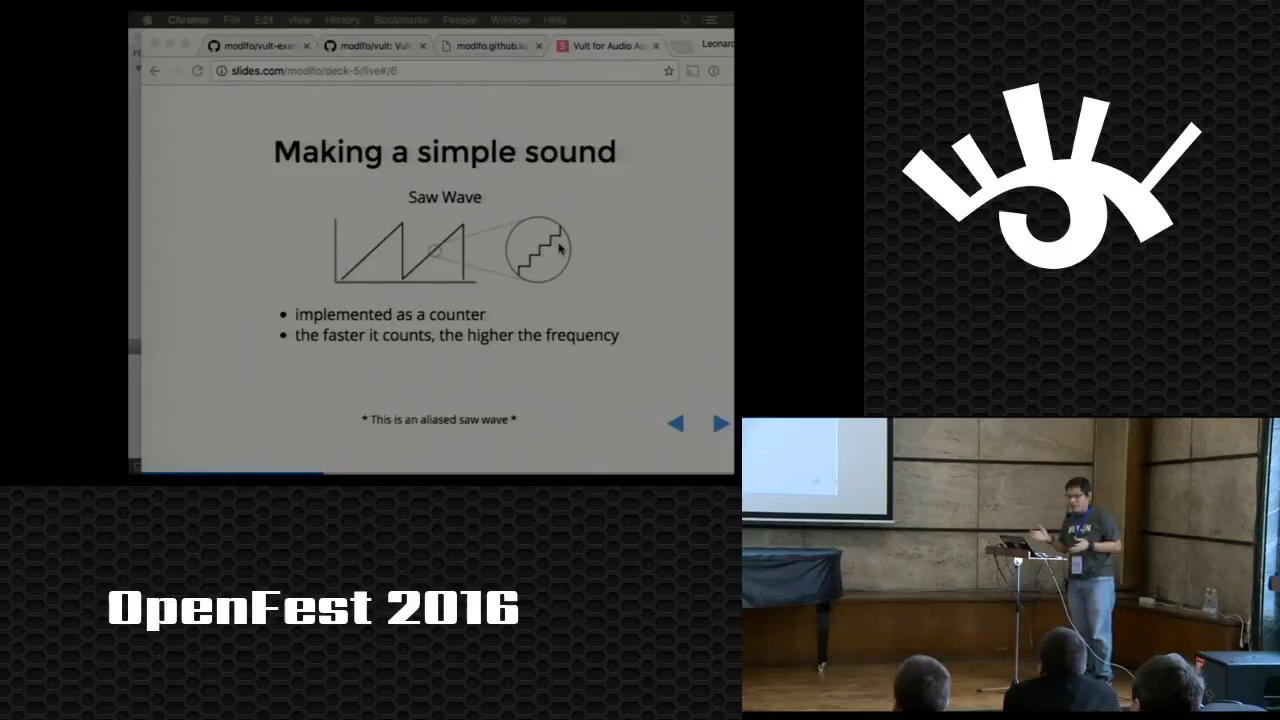 Chrome File Edit View History Bookmarks People Window Help
modlfo/vult-exa modlfo/vult: Vul modlfo.github.io Vult for Audio Ap Leonard
slides.com/modlfo/deck-5/live#/6
Making a simple sound
Saw Wave
• implemented as a counter
• the faster it counts, the higher the frequency
* This is an aliased saw wave *
OpenFest 2016